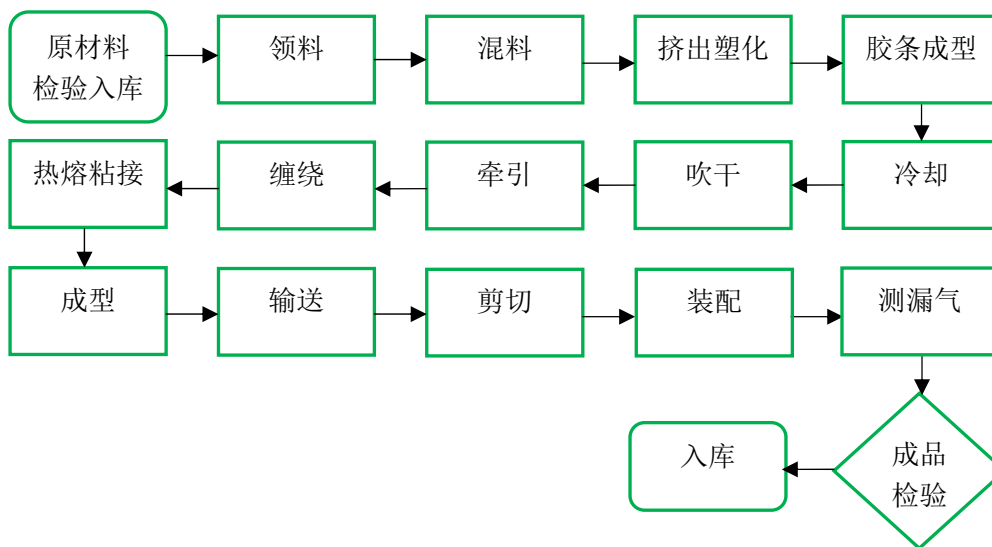 原材料
检验入库
领料
混料
挤出塑化
胶条成型
冷却
吹干
牵引
缠绕
热熔粘接
成型
输送
剪切
装配
测漏气
成品
检验
入库